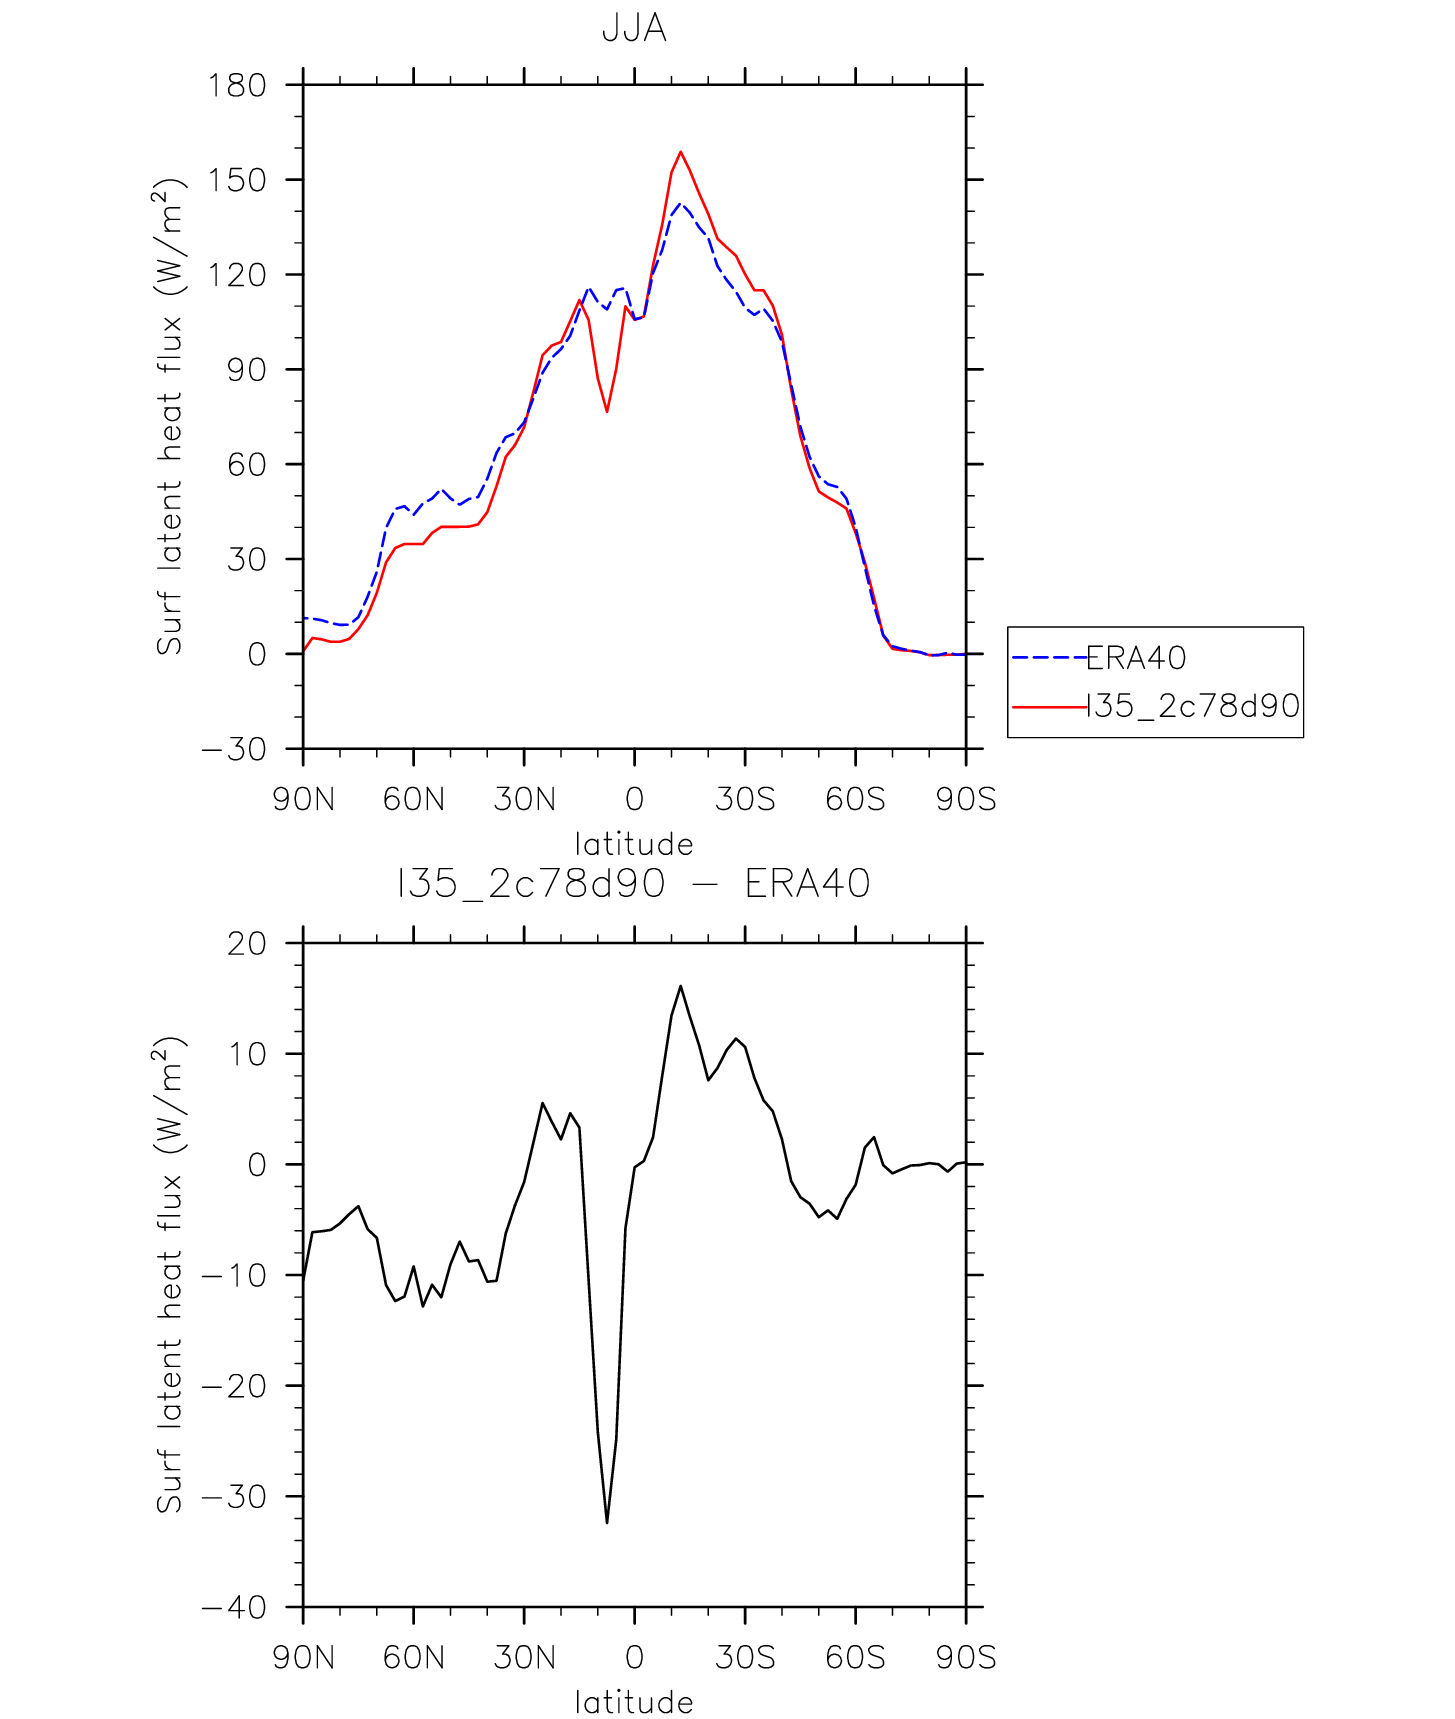 JJA
Surf latent heat flux (W/m²)
180
150
120
90
60
30
0
−30
90N 60N 30N 0 30S 60S 90S
latitude
ERA40
I35_2c78d90
I35_2c78d90 − ERA40
Surf latent heat flux (W/m²)
20
10
0
−10
−20
−30
−40
90N 60N 30N 0 30S 60S 90S
latitude